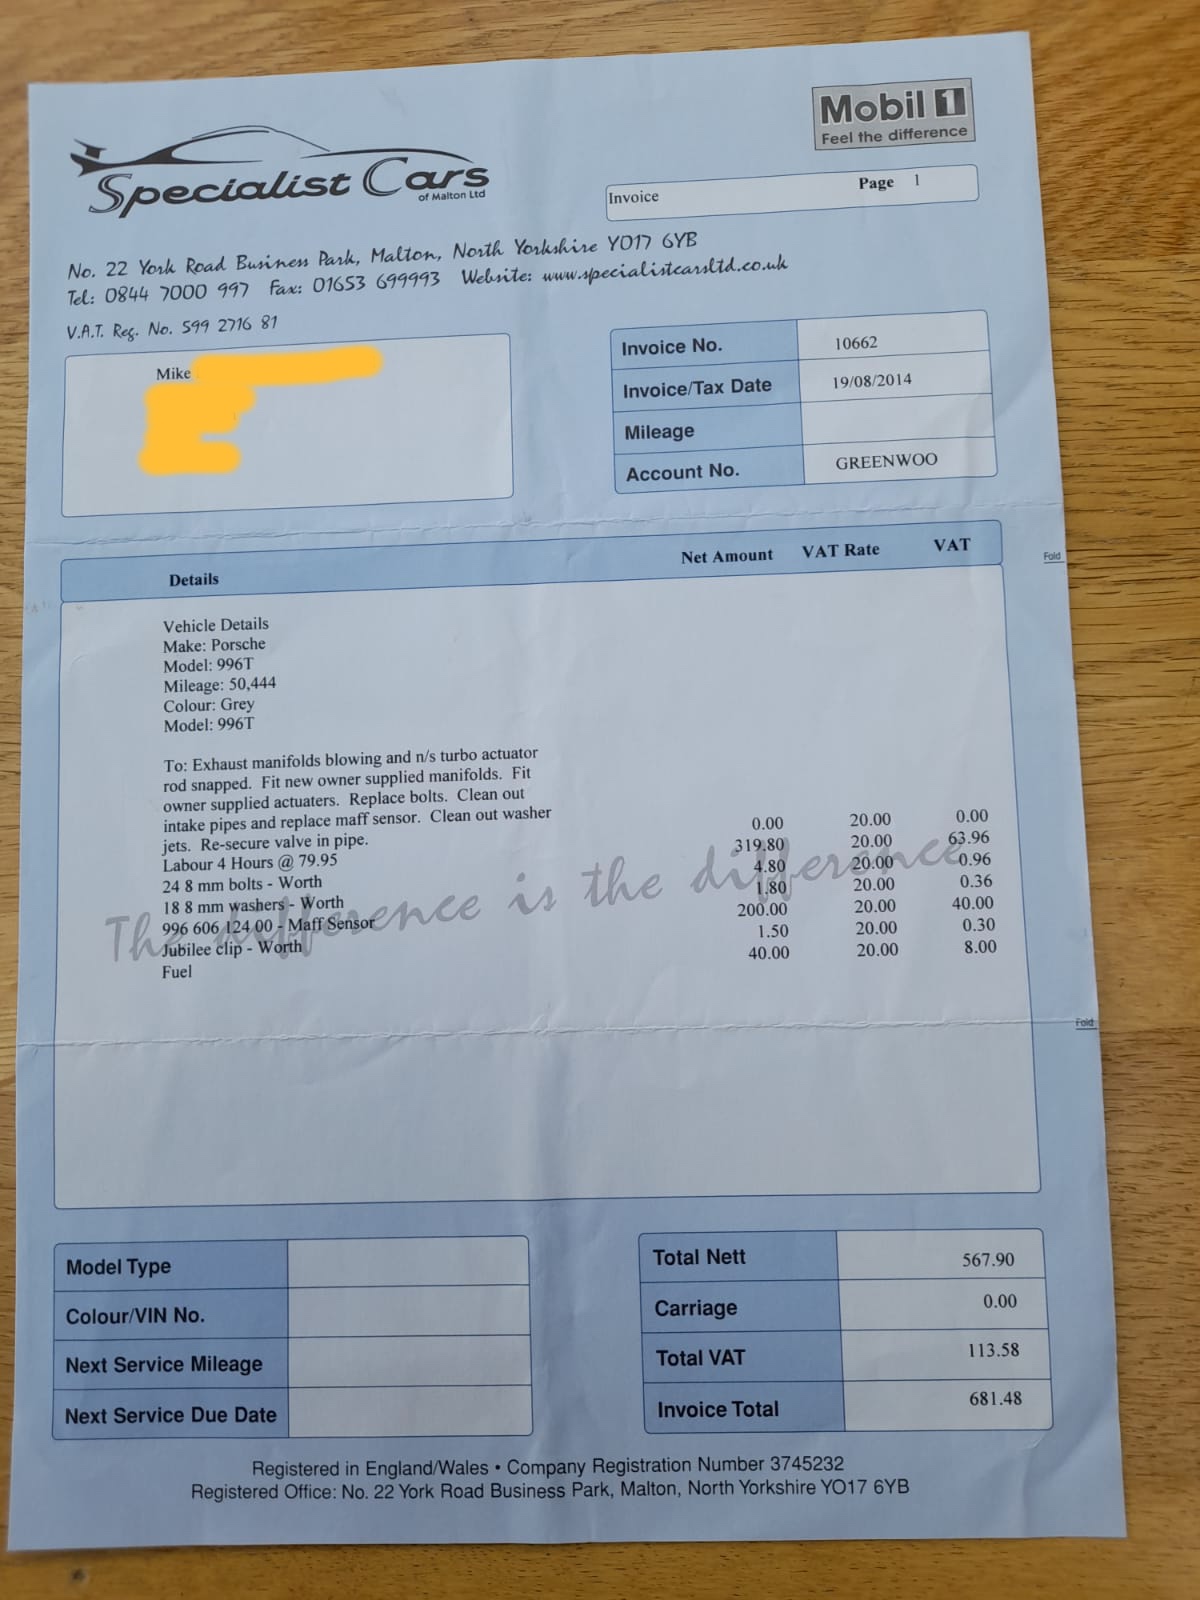 Mobil 1
Feel the difference
Specialist Cars
of Malton Ltd
Invoice Page 1
No. 22 York Road Business Park, Malton, North Yorkshire YO17 6YB
Tel: 0844 7000 997 Fax: 01653 699993 Website: www.specialistcarsltd.co.uk
V.A.T. Reg. No. 599 2716 81
Mike
Invoice No. 10662
Invoice/Tax Date 19/08/2014
Mileage
Account No. GREENWOO
Details Net Amount VAT Rate VAT
Fold
Vehicle Details
Make: Porsche
Model: 996T
Mileage: 50,444
Colour: Grey
Model: 996T
To: Exhaust manifolds blowing and n/s turbo actuator
rod snapped. Fit new owner supplied manifolds. Fit
owner supplied actuaters. Replace bolts. Clean out
intake pipes and replace maff sensor. Clean out washer
jets. Re-secure valve in pipe. 0.00 20.00 0.00
Labour 4 Hours @ 79.95 319.80 20.00 63.96
24 8 mm bolts - Worth 4.80 20.00 0.96
18 8 mm washers - Worth 1.80 20.00 0.36
996 606 124 00 - Maff Sensor 200.00 20.00 40.00
Jubilee clip - Worth 1.50 20.00 0.30
Fuel 40.00 20.00 8.00
The difference is the difference
Fold
Model Type
Colour/VIN No.
Next Service Mileage
Next Service Due Date
Total Nett 567.90
Carriage 0.00
Total VAT 113.58
Invoice Total 681.48
Registered in England/Wales • Company Registration Number 3745232
Registered Office: No. 22 York Road Business Park, Malton, North Yorkshire YO17 6YB